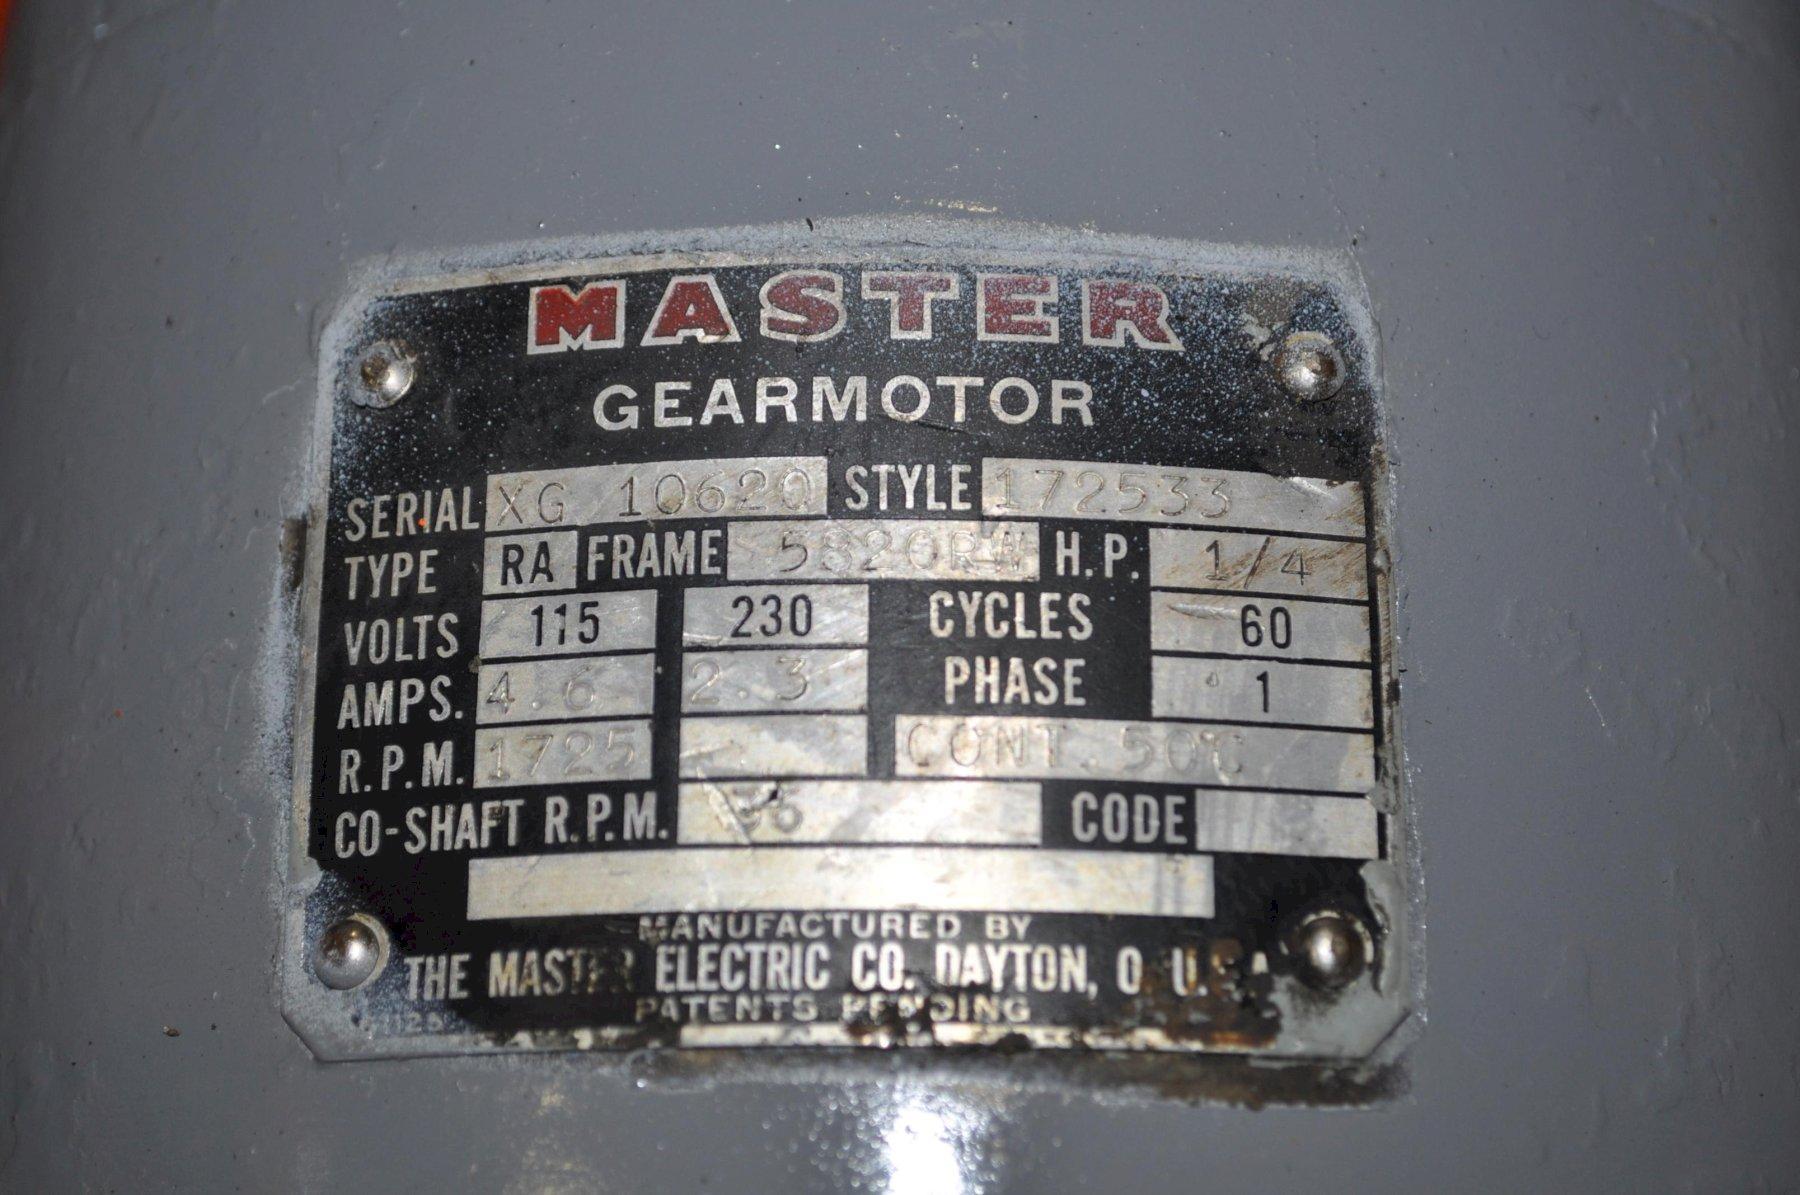 MASTER
GEARMOTOR
SERIAL XG 10620 STYLE 172533
TYPE RA FRAME 5820RW H.P. 1/4
VOLTS 115 230 CYCLES 60
AMPS. 4.6 2.3 PHASE 1
R.P.M. 1725 CONT. 50°C
CO-SHAFT R.P.M. CODE
MANUFACTURED BY
THE MASTER ELECTRIC CO. DAYTON, O U.S.A
PATENTS PENDING